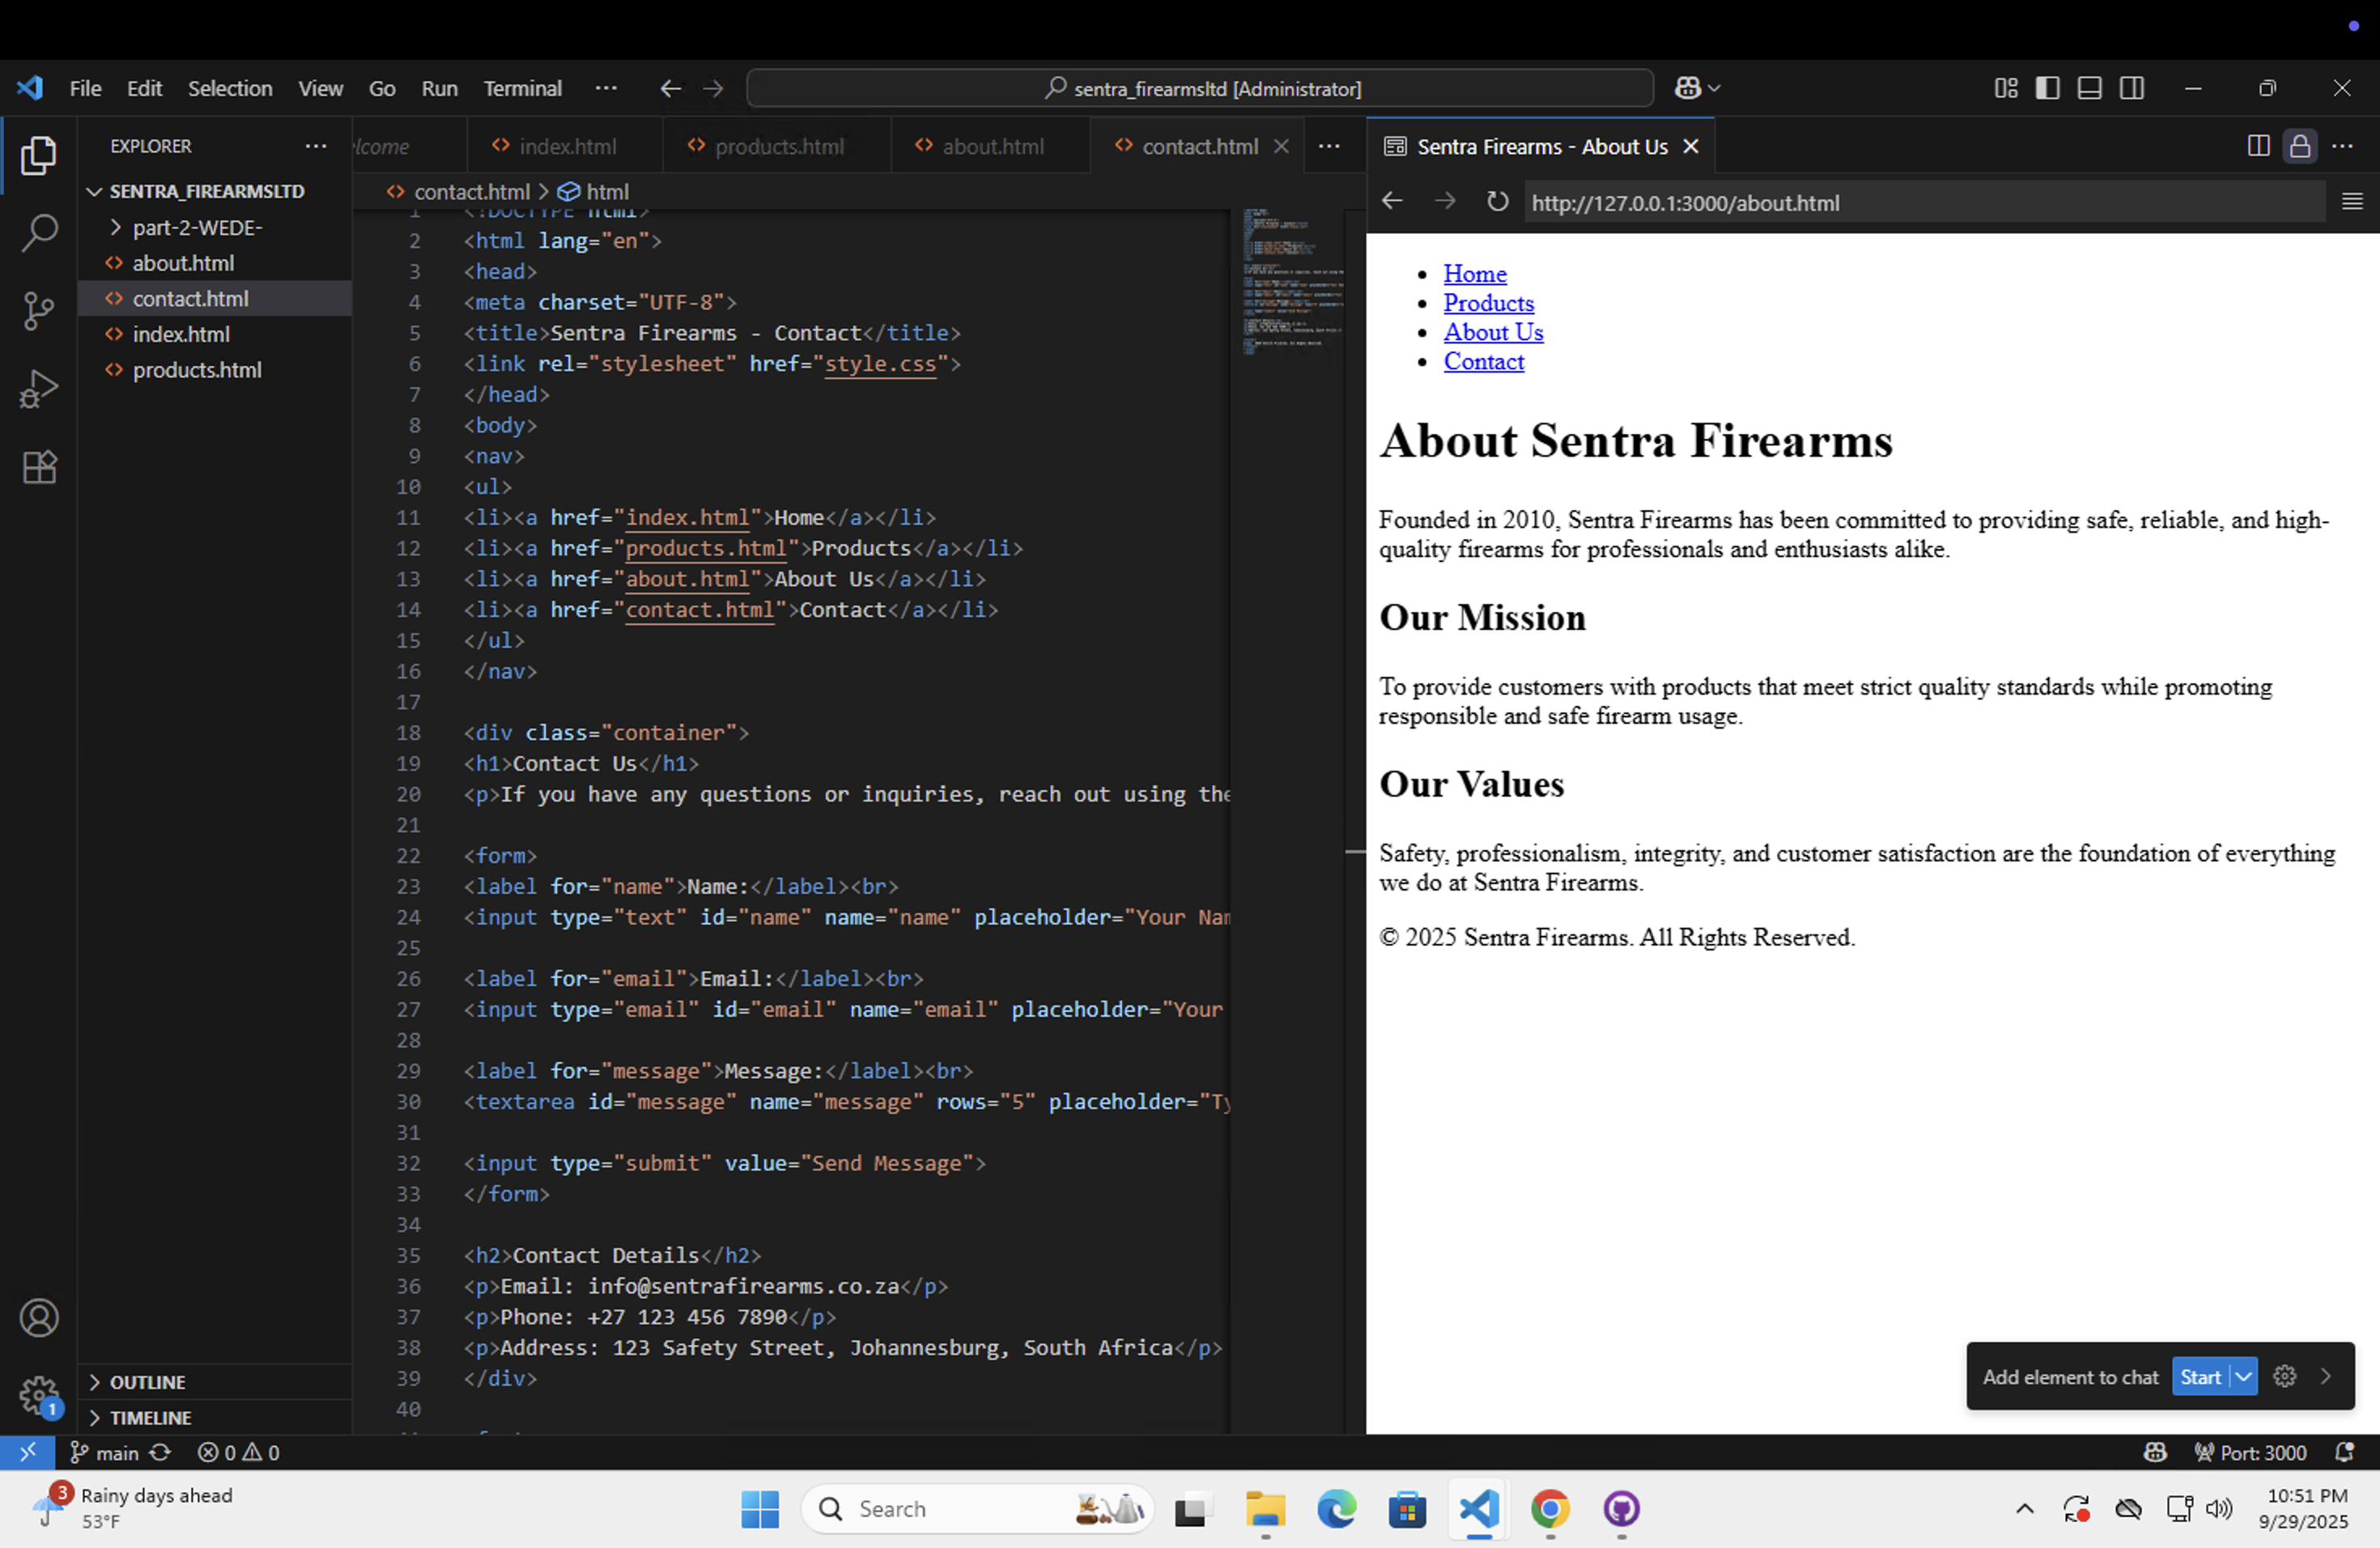 File Edit Selection View Go Run Terminal ··· sentra_firearmsltd [Administrator]
EXPLORER
SENTRA_FIREARMSLTD
part-2-WEDE-
about.html
contact.html
index.html
products.html
OUTLINE
TIMELINE
lcome index.html products.html about.html contact.html
contact.html > html
1 <!DOCTYPE html>
2 <html lang="en">
3 <head>
4 <meta charset="UTF-8">
5 <title>Sentra Firearms - Contact</title>
6 <link rel="stylesheet" href="style.css">
7 </head>
8 <body>
9 <nav>
10 <ul>
11 <li><a href="index.html">Home</a></li>
12 <li><a href="products.html">Products</a></li>
13 <li><a href="about.html">About Us</a></li>
14 <li><a href="contact.html">Contact</a></li>
15 </ul>
16 </nav>
17
18 <div class="container">
19 <h1>Contact Us</h1>
20 <p>If you have any questions or inquiries, reach out using the
21
22 <form>
23 <label for="name">Name:</label><br>
24 <input type="text" id="name" name="name" placeholder="Your Nam
25
26 <label for="email">Email:</label><br>
27 <input type="email" id="email" name="email" placeholder="Your
28
29 <label for="message">Message:</label><br>
30 <textarea id="message" name="message" rows="5" placeholder="Ty
31
32 <input type="submit" value="Send Message">
33 </form>
34
35 <h2>Contact Details</h2>
36 <p>Email: info@sentrafirearms.co.za</p>
37 <p>Phone: +27 123 456 7890</p>
38 <p>Address: 123 Safety Street, Johannesburg, South Africa</p>
39 </div>
40
Sentra Firearms - About Us
http://127.0.0.1:3000/about.html
• Home
• Products
• About Us
• Contact
About Sentra Firearms
Founded in 2010, Sentra Firearms has been committed to providing safe, reliable, and high-
quality firearms for professionals and enthusiasts alike.
Our Mission
To provide customers with products that meet strict quality standards while promoting
responsible and safe firearm usage.
Our Values
Safety, professionalism, integrity, and customer satisfaction are the foundation of everything
we do at Sentra Firearms.
© 2025 Sentra Firearms. All Rights Reserved.
Add element to chat Start
1
main 0 0 Port: 3000
3
Rainy days ahead
53°F
Search
10:51 PM
9/29/2025